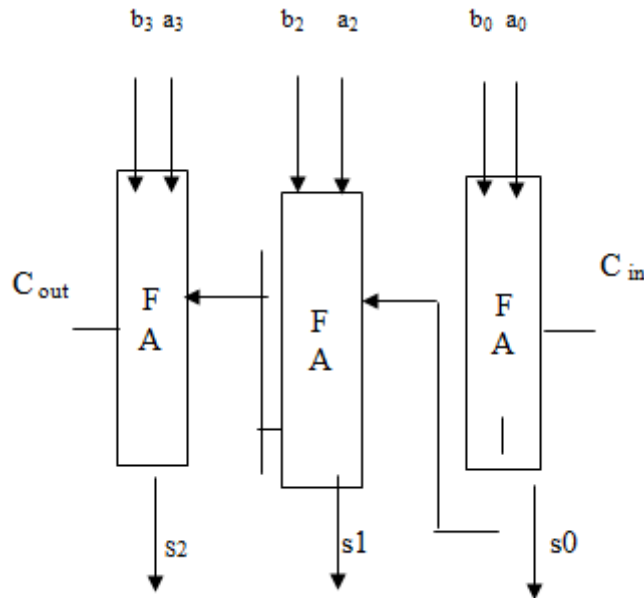 b₃ a₃ b₂ a₂ b₀ a₀
C out F A F A F A C in
s2 s1 s0